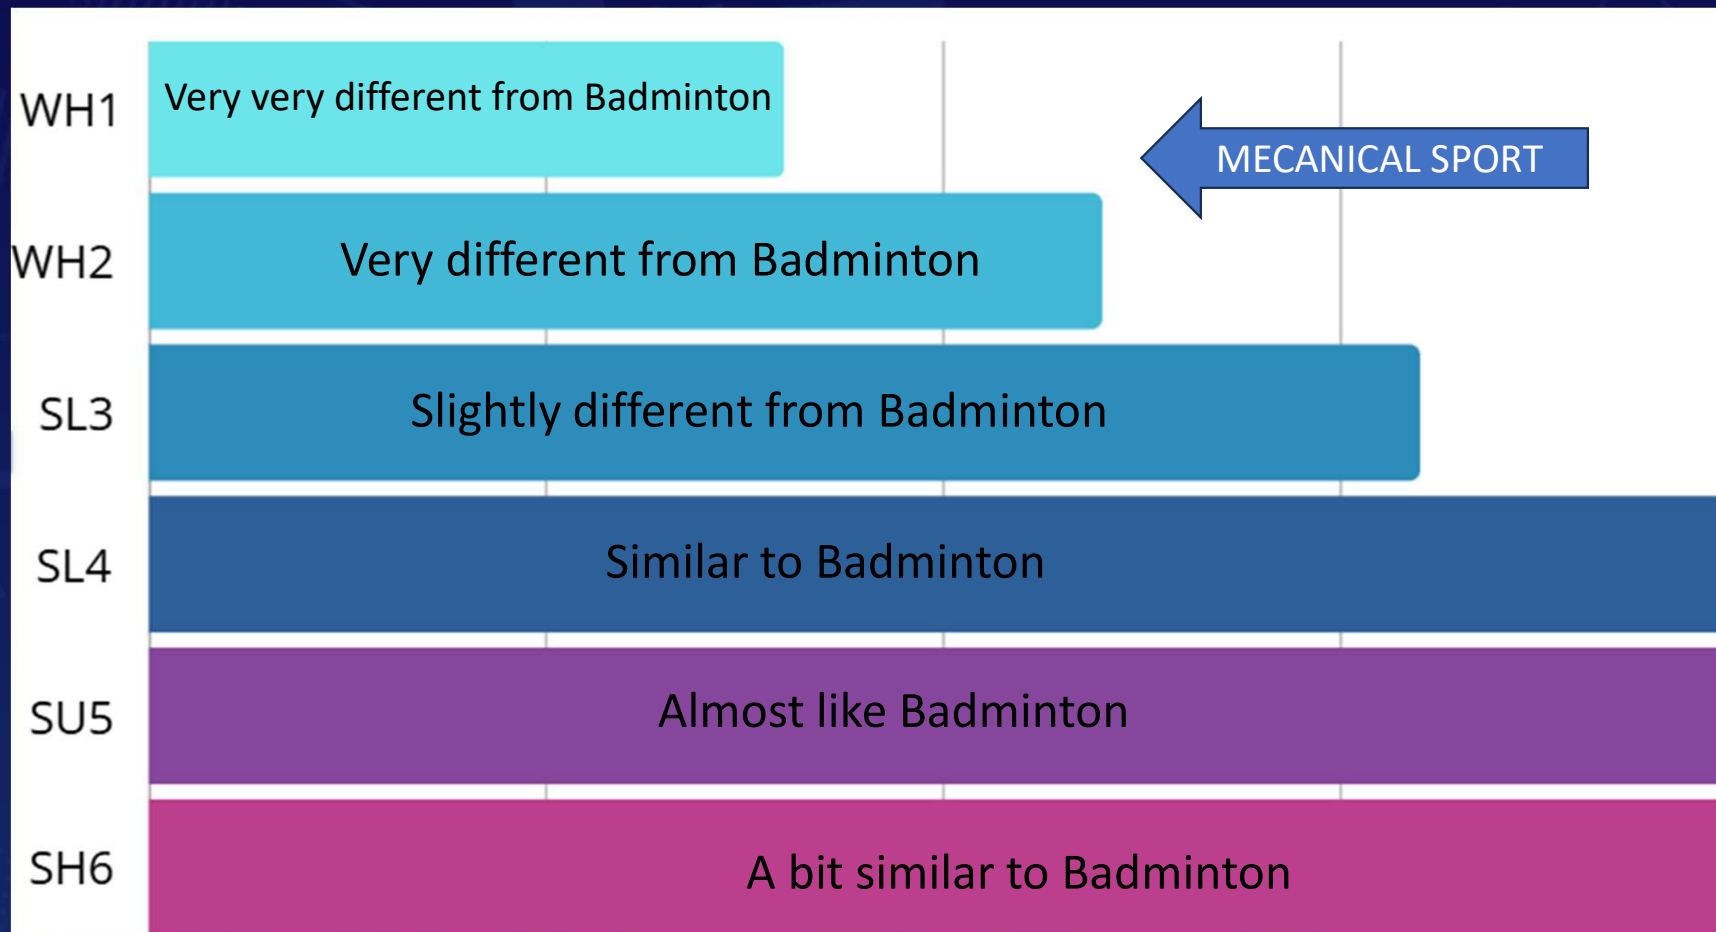 WH1
Very very different from Badminton
MECANICAL SPORT
WH2
Very different from Badminton
SL3
Slightly different from Badminton
SL4
Similar to Badminton
SU5
Almost like Badminton
SH6
A bit similar to Badminton